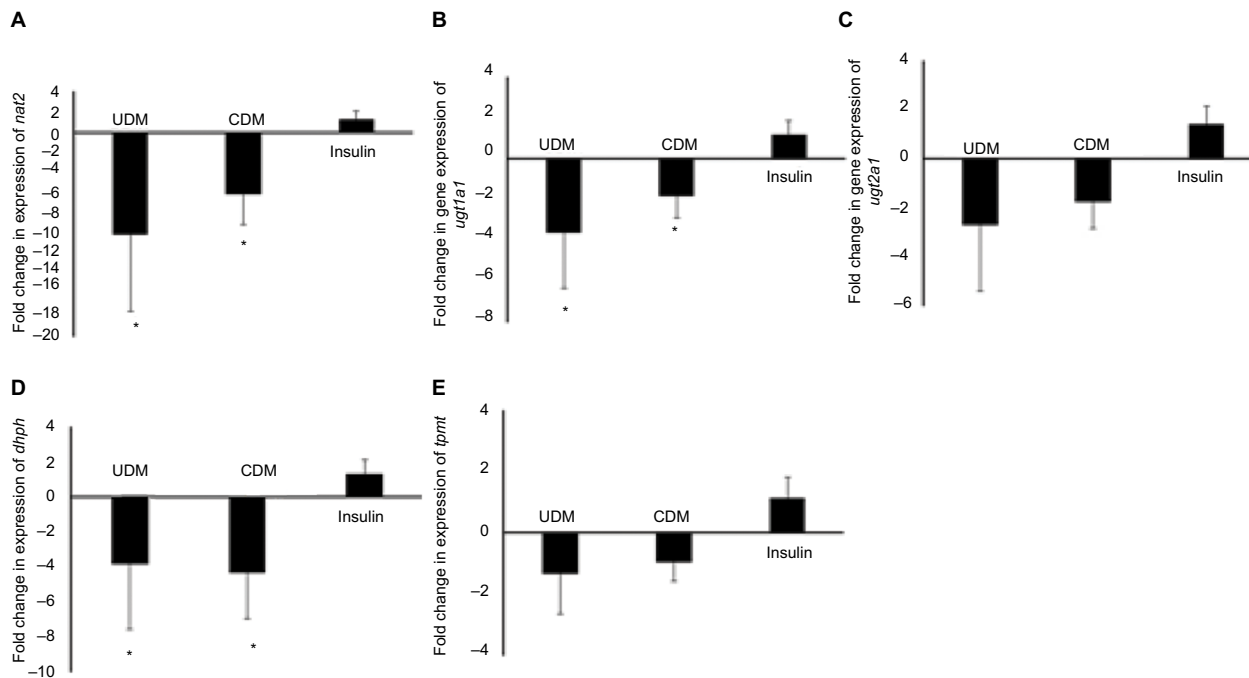 A
Fold change in expression of nat2
4
2
0
–2
–4
–6
–8
–10
–12
–14
–16
–18
–20
UDM
CDM
Insulin
*
*
B
Fold change in gene expression of
ugt1a1
4
2
0
–2
–4
–6
–8
UDM
CDM
Insulin
*
*
C
Fold change in gene expression of
ugt2a1
4
2
0
–2
–4
–6
UDM
CDM
Insulin
D
Fold change in expression of dhph
4
2
0
–2
–4
–6
–8
–10
UDM
CDM
Insulin
*
*
E
Fold change in expression of tpmt
4
2
0
–2
–4
UDM
CDM
Insulin